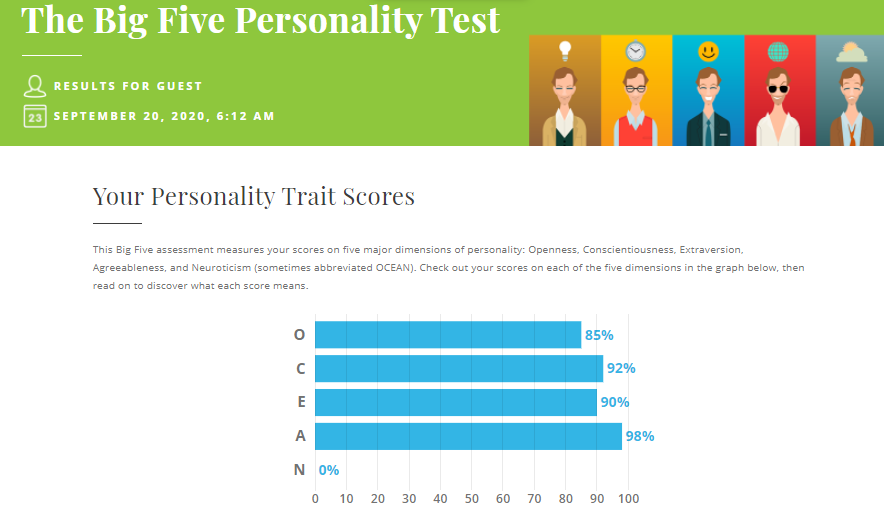 The Big Five Personality Test
RESULTS FOR GUEST
23
SEPTEMBER 20, 2020, 6:12 AM
Your Personality Trait Scores
This Big Five assessment measures your scores on five major dimensions of personality: Openness, Conscientiousness, Extraversion,
Agreeableness, and Neuroticism (sometimes abbreviated OCEAN). Check out your scores on each of the five dimensions in the graph below, then
read on to discover what each score means.
O 85%
C 92%
E 90%
A 98%
N 0%
0 10 20 30 40 50 60 70 80 90 100